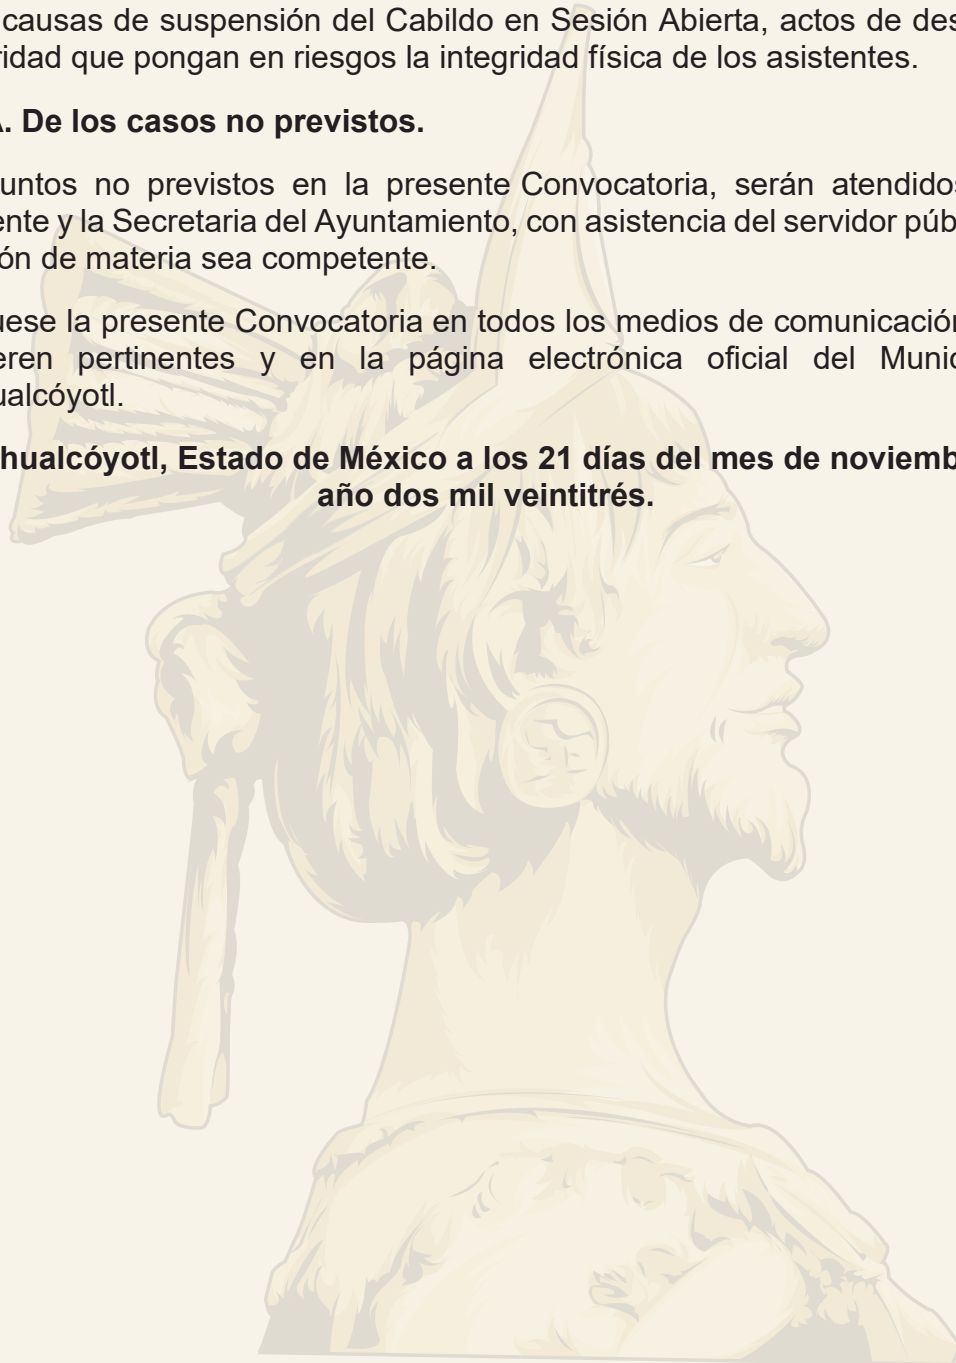 causas de suspensión del Cabildo en Sesión Abierta, actos de des
ridad que pongan en riesgos la integridad física de los asistentes.
A. De los casos no previstos.
untos no previstos en la presente Convocatoria, serán atendidos
ente y la Secretaria del Ayuntamiento, con asistencia del servidor púb
ón de materia sea competente.
uese la presente Convocatoria en todos los medios de comunicación
eren pertinentes y en la página electrónica oficial del Munic
ualcóyotl.
hualcóyotl, Estado de México a los 21 días del mes de noviemb
año dos mil veintitrés.